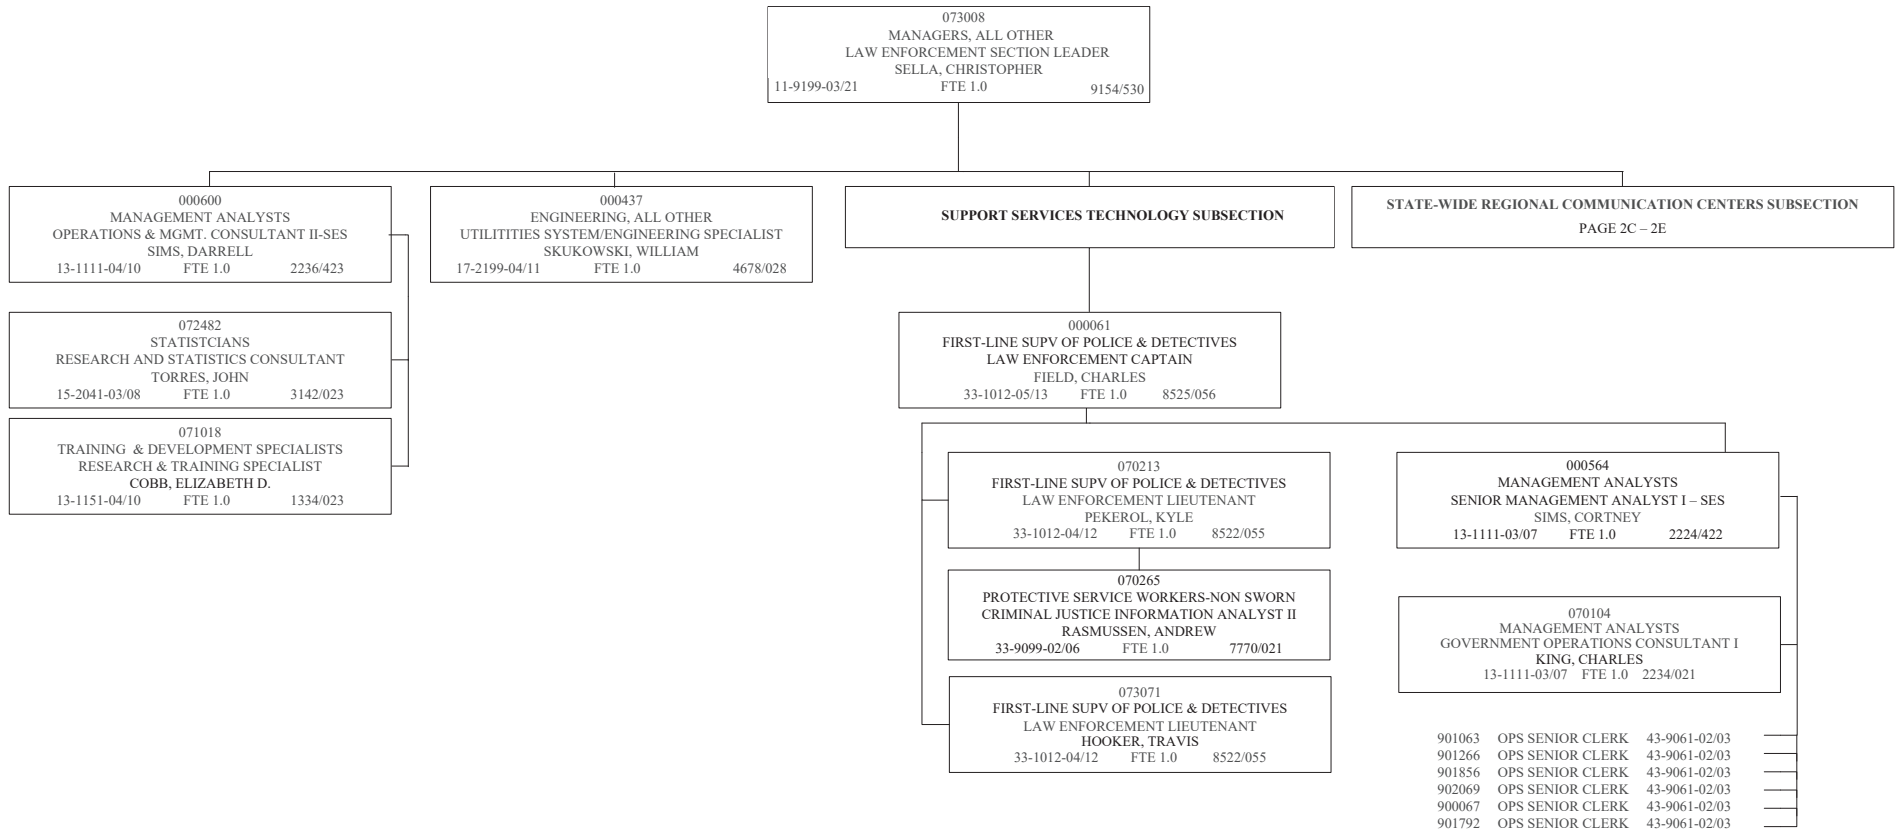 073008
MANAGERS, ALL OTHER
LAW ENFORCEMENT SECTION LEADER
SELLA, CHRISTOPHER
11-9199-03/21 FTE 1.0 9154/530
000600
MANAGEMENT ANALYSTS
OPERATIONS & MGMT. CONSULTANT II-SES
SIMS, DARRELL
13-1111-04/10 FTE 1.0 2236/423
000437
ENGINEERING, ALL OTHER
UTILITITIES SYSTEM/ENGINEERING SPECIALIST
SKUKOWSKI, WILLIAM
17-2199-04/11 FTE 1.0 4678/028
SUPPORT SERVICES TECHNOLOGY SUBSECTION
STATE-WIDE REGIONAL COMMUNICATION CENTERS SUBSECTION
PAGE 2C – 2E
072482
STATISTCIANS
RESEARCH AND STATISTICS CONSULTANT
TORRES, JOHN
15-2041-03/08 FTE 1.0 3142/023
071018
TRAINING & DEVELOPMENT SPECIALISTS
RESEARCH & TRAINING SPECIALIST
COBB, ELIZABETH D.
13-1151-04/10 FTE 1.0 1334/023
000061
FIRST-LINE SUPV OF POLICE & DETECTIVES
LAW ENFORCEMENT CAPTAIN
FIELD, CHARLES
33-1012-05/13 FTE 1.0 8525/056
070213
FIRST-LINE SUPV OF POLICE & DETECTIVES
LAW ENFORCEMENT LIEUTENANT
PEKEROL, KYLE
33-1012-04/12 FTE 1.0 8522/055
070265
PROTECTIVE SERVICE WORKERS-NON SWORN
CRIMINAL JUSTICE INFORMATION ANALYST II
RASMUSSEN, ANDREW
33-9099-02/06 FTE 1.0 7770/021
073071
FIRST-LINE SUPV OF POLICE & DETECTIVES
LAW ENFORCEMENT LIEUTENANT
HOOKER, TRAVIS
33-1012-04/12 FTE 1.0 8522/055
000564
MANAGEMENT ANALYSTS
SENIOR MANAGEMENT ANALYST I – SES
SIMS, CORTNEY
13-1111-03/07 FTE 1.0 2224/422
070104
MANAGEMENT ANALYSTS
GOVERNMENT OPERATIONS CONSULTANT I
KING, CHARLES
13-1111-03/07 FTE 1.0 2234/021
901063 OPS SENIOR CLERK 43-9061-02/03
901266 OPS SENIOR CLERK 43-9061-02/03
901856 OPS SENIOR CLERK 43-9061-02/03
902069 OPS SENIOR CLERK 43-9061-02/03
900067 OPS SENIOR CLERK 43-9061-02/03
901792 OPS SENIOR CLERK 43-9061-02/03